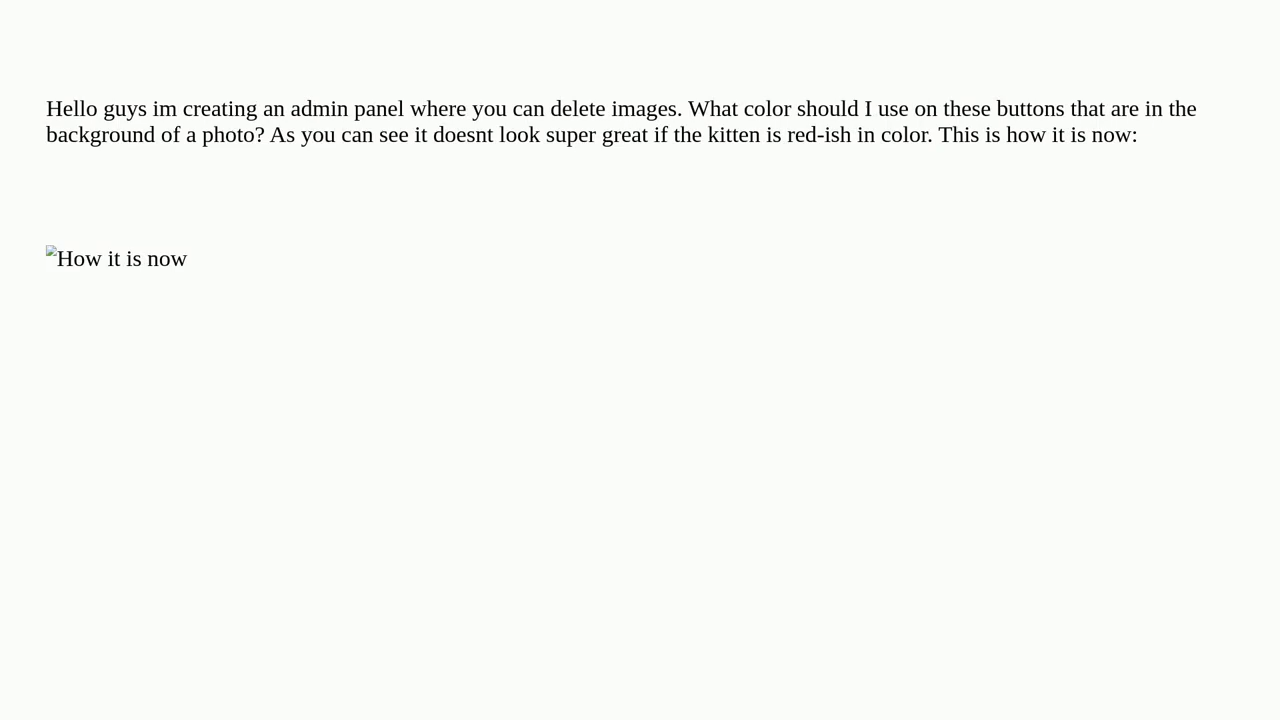 Hello guys im creating an admin panel where you can delete images. What color should I use on these buttons that are in the
background of a photo? As you can see it doesnt look super great if the kitten is red-ish in color. This is how it is now:
How it is now